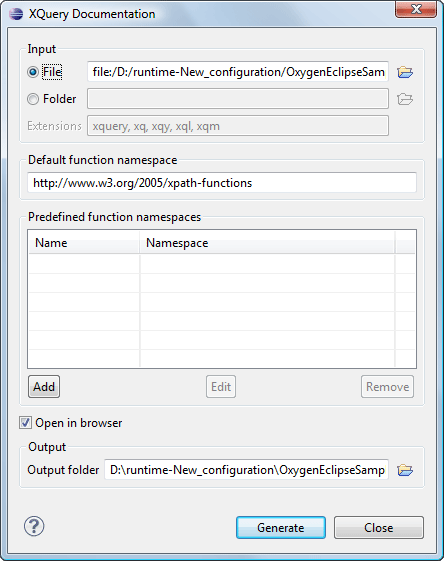 XQuery Documentation
Input
File file:/D:/runtime-New_configuration/OxygenEclipseSam
Folder
Extensions xquery, xq, xqy, xql, xqm
Default function namespace
http://www.w3.org/2005/xpath-functions
Predefined function namespaces
Name Namespace
Add Edit Remove
Open in browser
Output
Output folder D:\runtime-New_configuration\OxygenEclipseSamp
? Generate Close